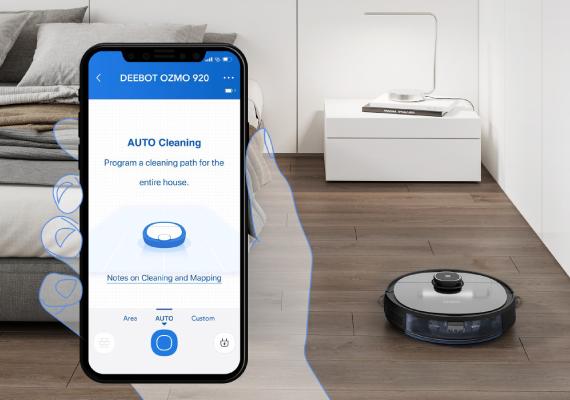 DEEBOT OZMO 920
AUTO Cleaning
Program a cleaning path for the
entire house.
Notes on Cleaning and Mapping
Area
AUTO
Custom